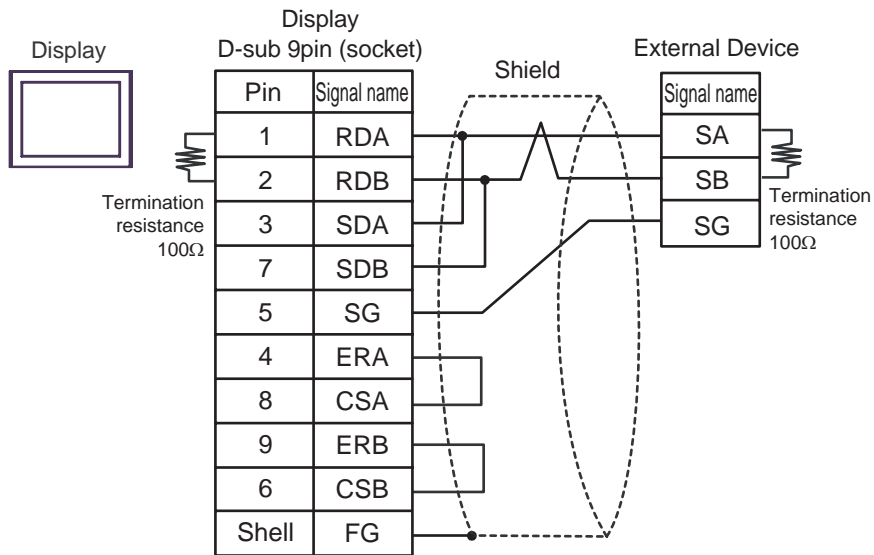 Display
Display
D-sub 9pin (socket)
Pin Signal name
1 RDA
2 RDB
3 SDA
7 SDB
5 SG
4 ERA
8 CSA
9 ERB
6 CSB
Shell FG
Termination
resistance
100Ω
Shield
External Device
Signal name
SA
SB
SG
Termination
resistance
100Ω